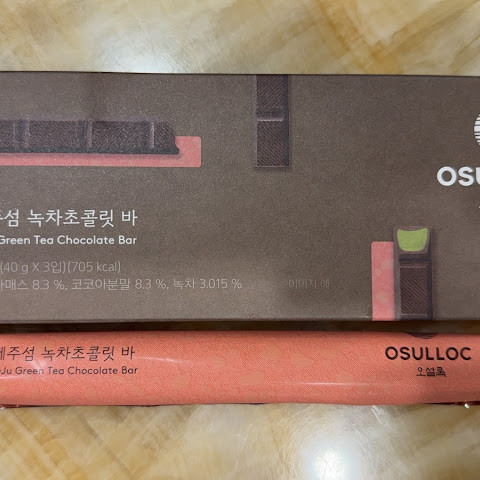 OSU
주섬 녹차초콜릿 바
Green Tea Chocolate Bar
(40 g X 3입)(705 kcal)
매스 8.3 %, 코코아분말 8.3 %, 녹차 3.015 %
이미지 예
제주섬 녹차초콜릿 바
Ju Green Tea Chocolate Bar
OSULLOC
오설록